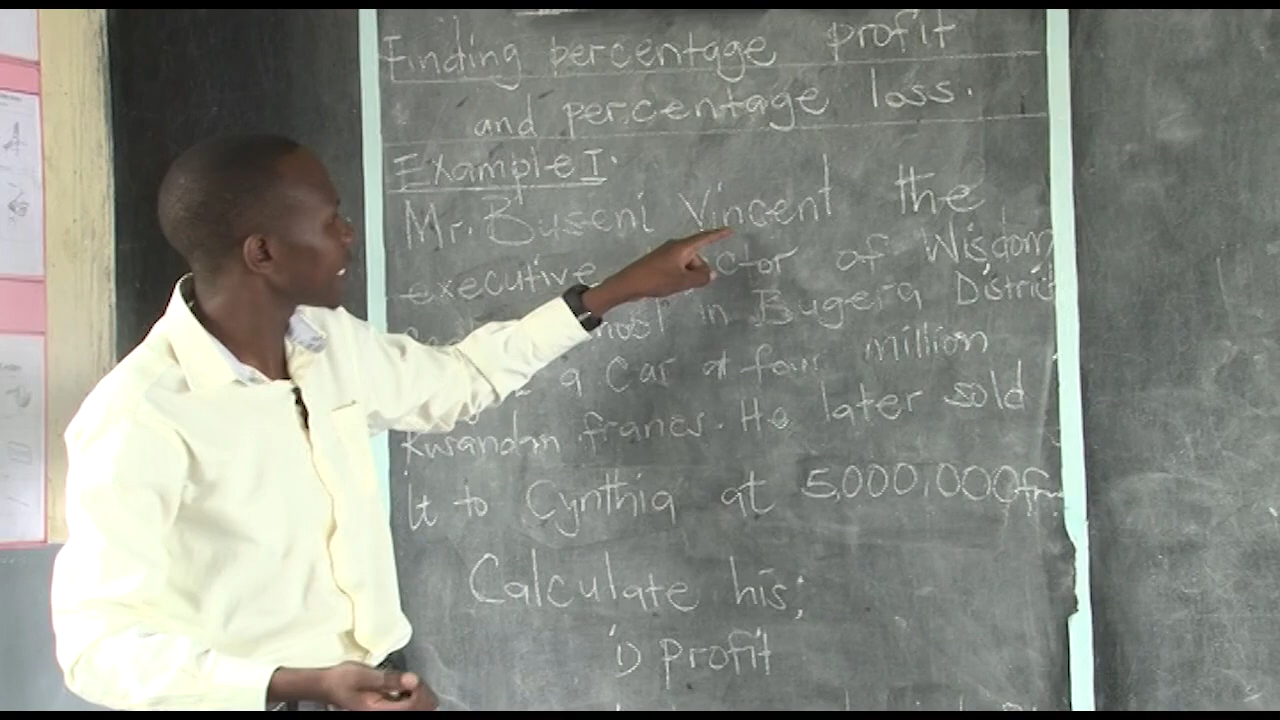 Finding percentage profit
and percentage loss.
Example I.
Mr. Buseni Vincent the
executive of Wisdom
in Bugera District
a Car at four million
Rwandan francs. He later sold
it to Cynthia at 5,000,000frw
Calculate his;
i) profit